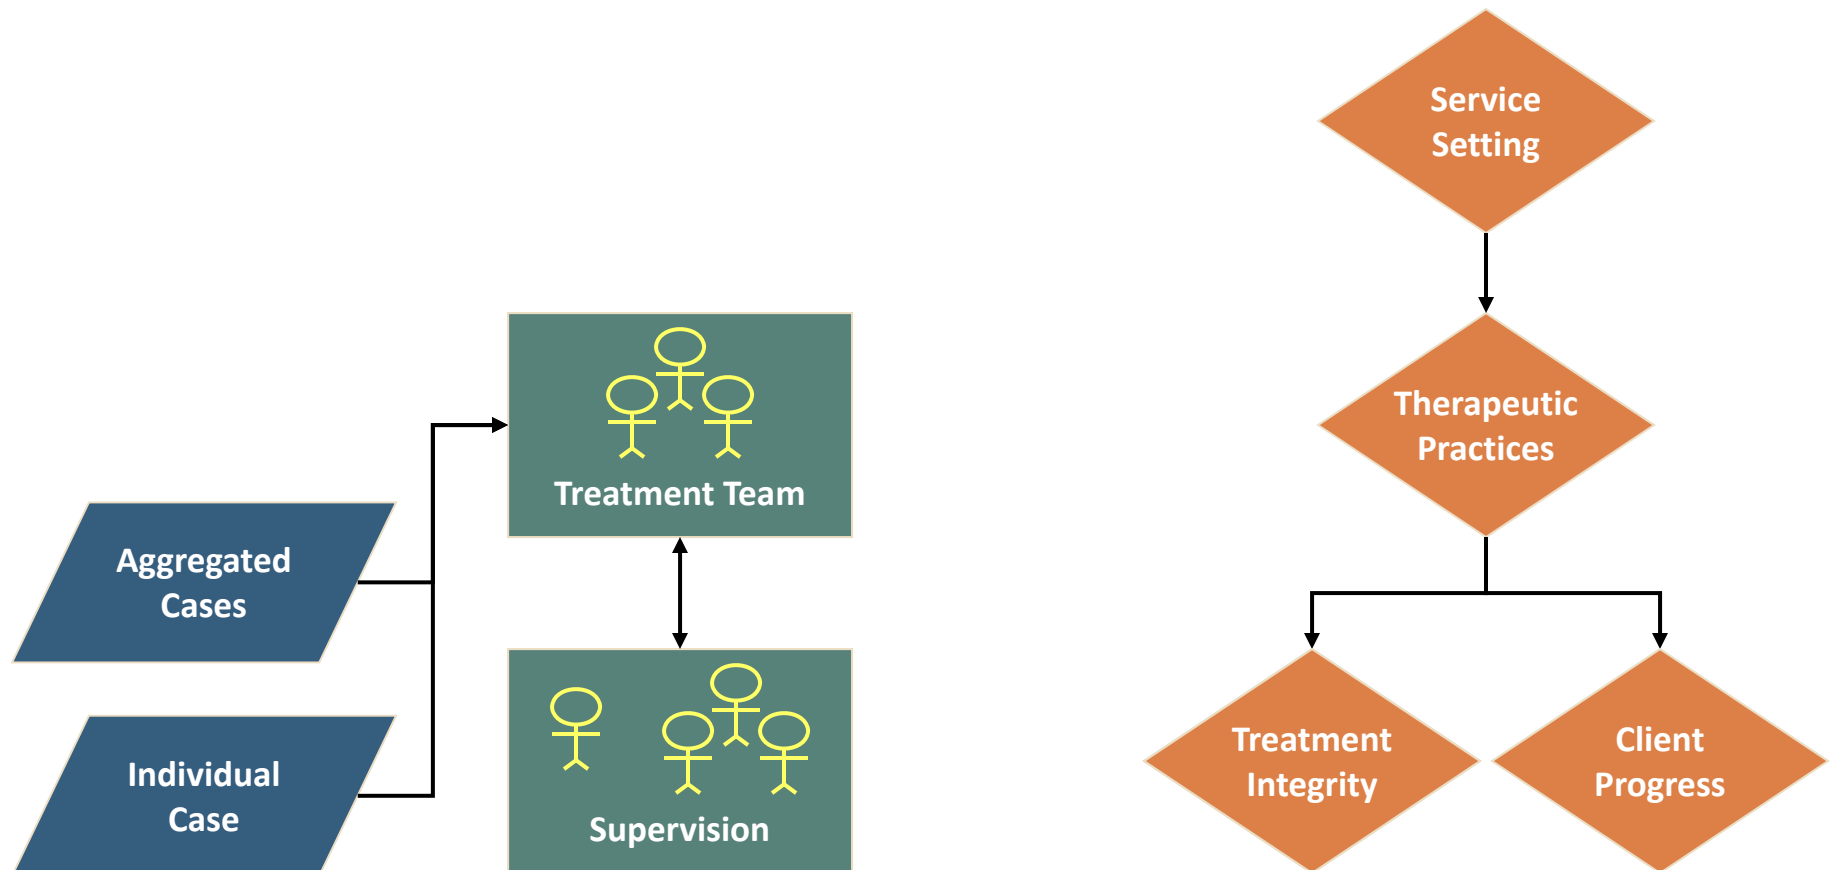 Service
Setting
Therapeutic
Practices
Treatment Team
Aggregated
Cases
Individual
Case
Supervision
Treatment
Integrity
Client
Progress